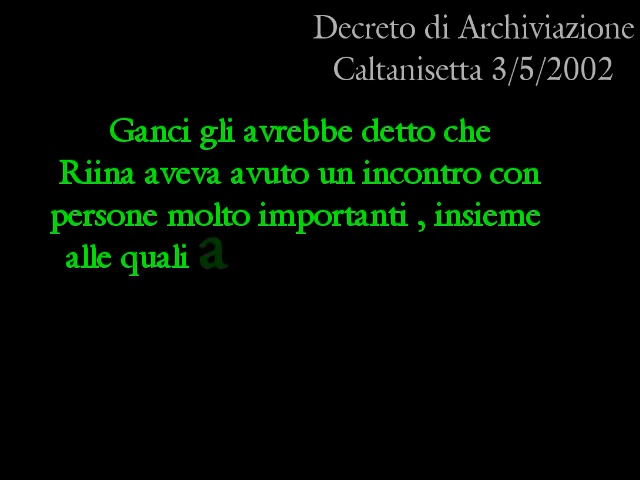 Decreto di Archiviazione
Caltanisetta 3/5/2002
Ganci gli avrebbe detto che
Riina aveva avuto un incontro con
persone molto importanti , insieme
alle quali a